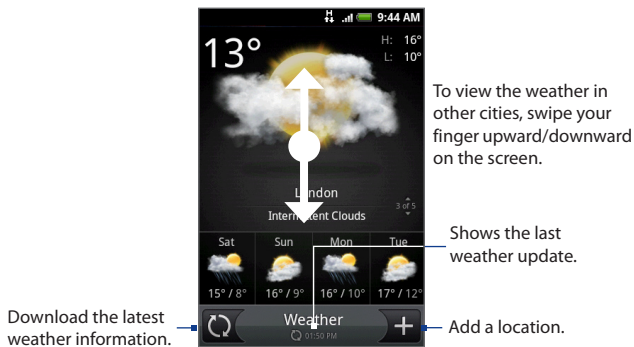 H
9:44 AM
13°
H: 16°
L: 10°
London
Intermittent Clouds
3 of 5
Sat Sun Mon Tue
15° / 8° 16° / 9° 16° / 10° 17° / 12°
Weather
01:50 PM
To view the weather in
other cities, swipe your
finger upward/downward
on the screen.
Shows the last
weather update.
Download the latest
weather information.
Add a location.